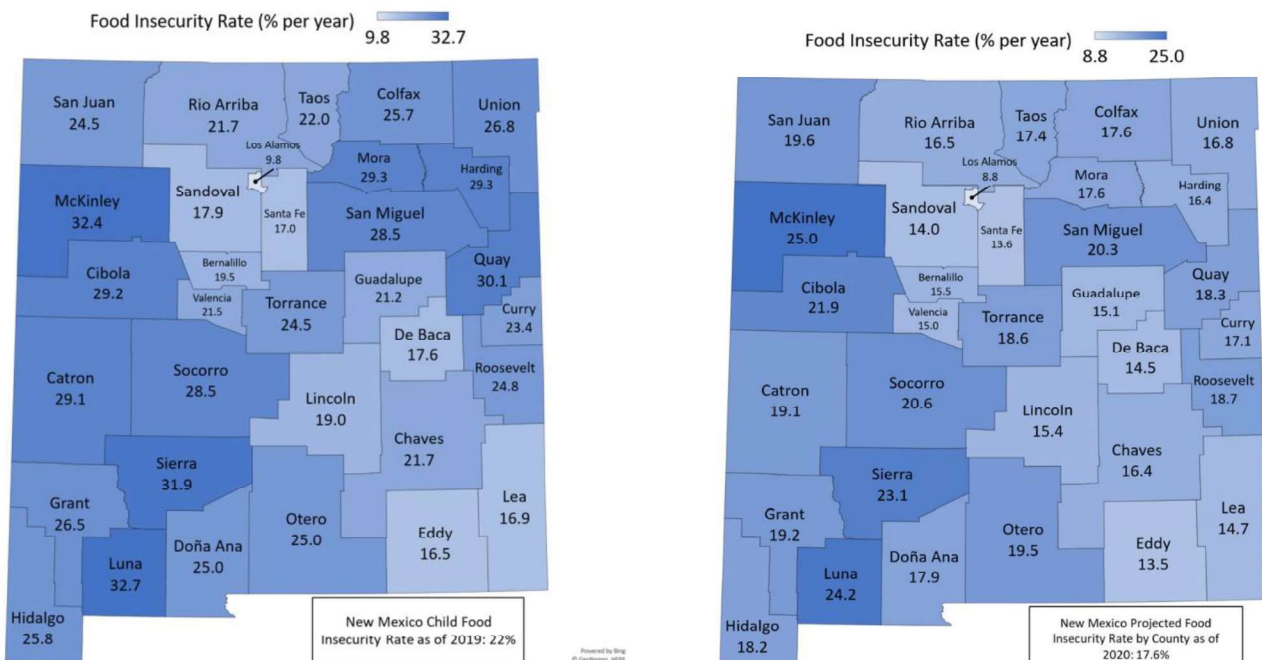 Food Insecurity Rate (% per year)
9.8 32.7
San Juan
24.5
Rio Arriba
21.7
Taos
22.0
Colfax
25.7
Union
26.8
Los Alamos
9.8
Mora
29.3
Harding
29.3
McKinley
32.4
Sandoval
17.9
Santa Fe
17.0
San Miguel
28.5
Quay
30.1
Cibola
29.2
Bernalillo
19.5
Valencia
21.5
Torrance
24.5
Guadalupe
21.2
Curry
23.4
De Baca
17.6
Roosevelt
24.8
Catron
29.1
Socorro
28.5
Lincoln
19.0
Chaves
21.7
Sierra
31.9
Grant
26.5
Otero
25.0
Lea
16.9
Eddy
16.5
Luna
32.7
Doña Ana
25.0
Hidalgo
25.8
New Mexico Child Food
Insecurity Rate as of 2019: 22%
Powered by Bing
© GeoNames, HERE
Food Insecurity Rate (% per year)
8.8 25.0
San Juan
19.6
Rio Arriba
16.5
Taos
17.4
Colfax
17.6
Union
16.8
Los Alamos
8.8
Mora
17.6
Harding
16.4
McKinley
25.0
Sandoval
14.0
Santa Fe
13.6
San Miguel
20.3
Quay
18.3
Cibola
21.9
Bernalillo
15.5
Valencia
15.0
Torrance
18.6
Guadalupe
15.1
Curry
17.1
De Baca
14.5
Roosevelt
18.7
Catron
19.1
Socorro
20.6
Lincoln
15.4
Chaves
16.4
Sierra
23.1
Grant
19.2
Otero
19.5
Lea
14.7
Eddy
13.5
Luna
24.2
Doña Ana
17.9
Hidalgo
18.2
New Mexico Projected Food
Insecurity Rate by County as of
2020: 17.6%